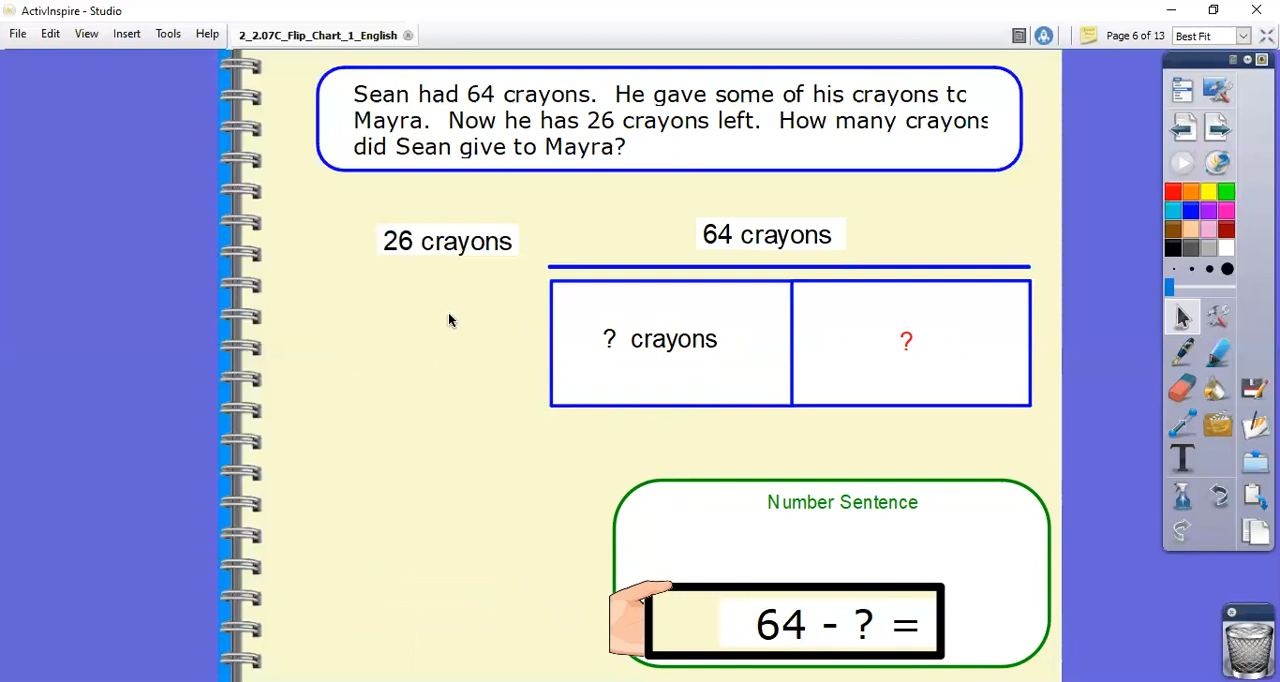 ActivInspire - Studio
File Edit View Insert Tools Help 2_2.07C_Flip_Chart_1_English Page 6 of 13 Best Fit
Sean had 64 crayons. He gave some of his crayons to
Mayra. Now he has 26 crayons left. How many crayons
did Sean give to Mayra?
26 crayons
64 crayons
? crayons
?
Number Sentence
64 - ? =
T